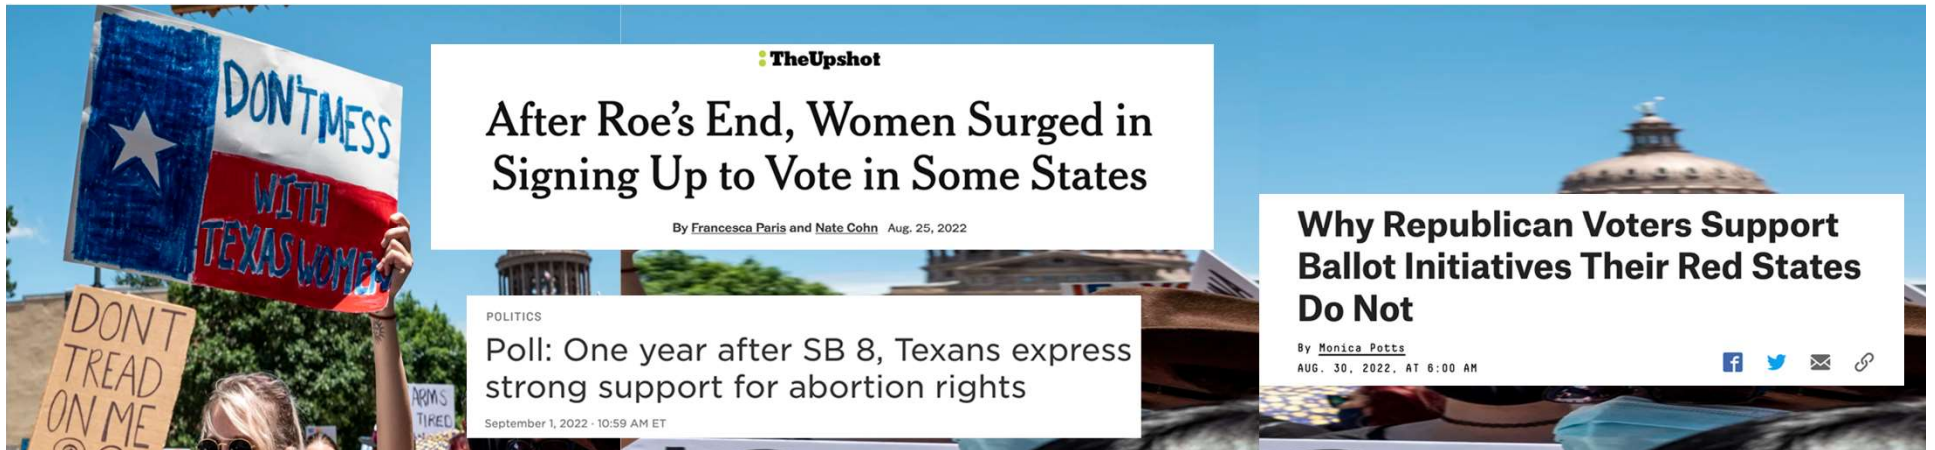 DON'T MESS
WITH
TEXAS WOMEN
DONT
TREAD
ON ME
ARMS
TIRED
TheUpshot
After Roe's End, Women Surged in
Signing Up to Vote in Some States
By Francesca Paris and Nate Cohn Aug. 25, 2022
POLITICS
Poll: One year after SB 8, Texans express
strong support for abortion rights
September 1, 2022 · 10:59 AM ET
Why Republican Voters Support
Ballot Initiatives Their Red States
Do Not
By Monica Potts
AUG. 30, 2022, AT 6:00 AM